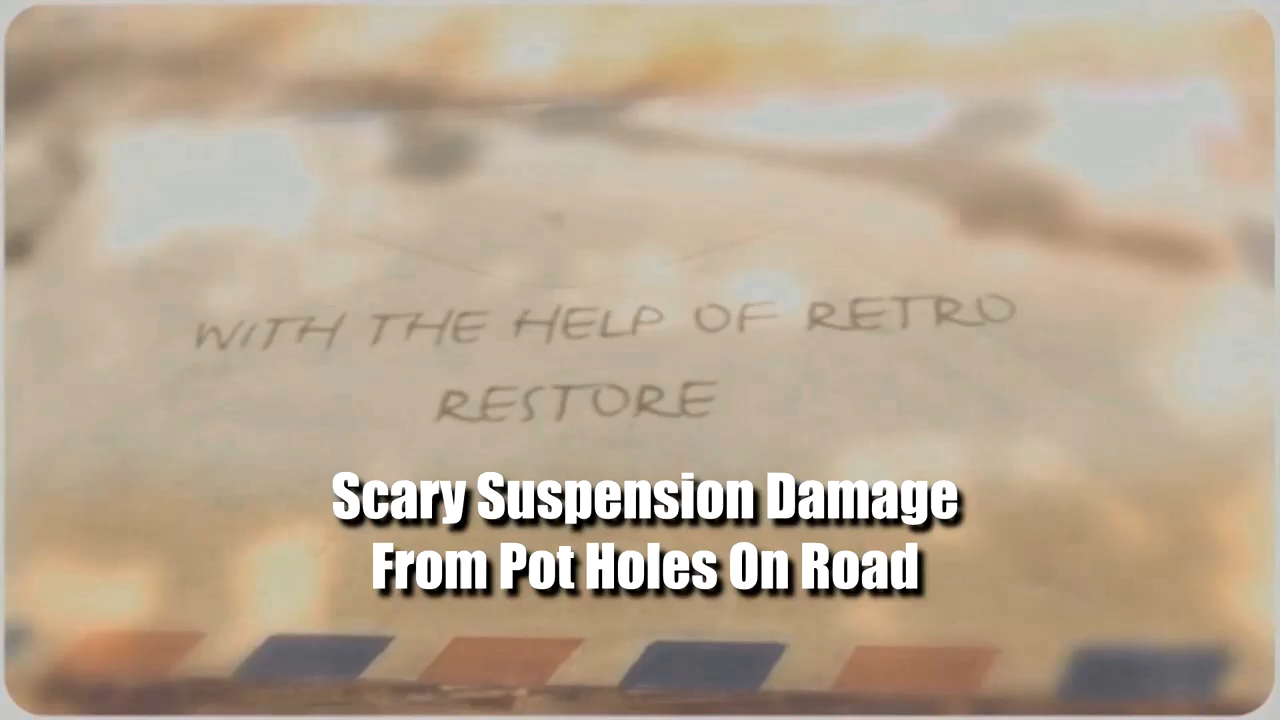 WITH THE HELP OF RETRO
RESTORE
Scary Suspension Damage
From Pot Holes On Road